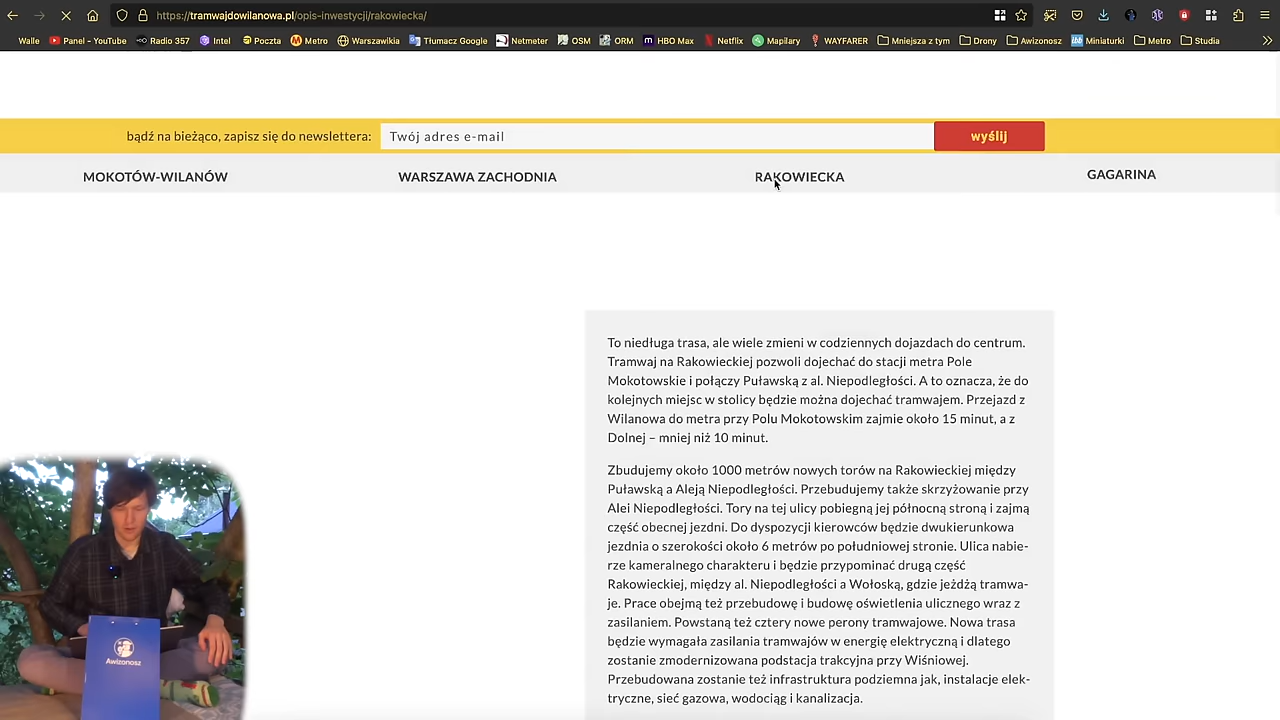 https://tramwajdowilanowa.pl/opis-inwestycji/rakowiecka/
Walle Panel - YouTube Radio 357 Intel Poczta Metro Warszawikia Tłumacz Google Netmeter OSM ORM HBO Max Netflix Mapilary WAYFARER Mniejsza z tym Drony Awizonosz Miniaturki Metro Studia
bądź na bieżąco, zapisz się do newslettera: Twój adres e-mail wyślij
MOKOTÓW-WILANÓW WARSZAWA ZACHODNIA RAKOWIECKA GAGARINA
To niedługa trasa, ale wiele zmieni w codziennych dojazdach do centrum.
Tramwaj na Rakowieckiej pozwoli dojechać do stacji metra Pole
Mokotowskie i połączy Puławską z al. Niepodległości. A to oznacza, że do
kolejnych miejsc w stolicy będzie można dojechać tramwajem. Przejazd z
Wilanowa do metra przy Polu Mokotowskim zajmie około 15 minut, a z
Dolnej – mniej niż 10 minut.
Zbudujemy około 1000 metrów nowych torów na Rakowieckiej między
Puławską a Aleją Niepodległości. Przebudujemy także skrzyżowanie przy
Alei Niepodległości. Tory na tej ulicy pobiegną jej północną stroną i zajmą
część obecnej jezdni. Do dyspozycji kierowców będzie dwukierunkowa
jezdnia o szerokości około 6 metrów po południowej stronie. Ulica nabie-
rze kameralnego charakteru i będzie przypominać drugą część
Rakowieckiej, między al. Niepodległości a Wołoską, gdzie jeżdżą tramwa-
je. Prace obejmą też przebudowę i budowę oświetlenia ulicznego wraz z
zasilaniem. Powstaną też cztery nowe perony tramwajowe. Nowa trasa
będzie wymagała zasilania tramwajów w energię elektryczną i dlatego
zostanie zmodernizowana podstacja trakcyjna przy Wiśniowej.
Przebudowana zostanie też infrastruktura podziemna jak, instalacje elek-
tryczne, sieć gazowa, wodociąg i kanalizacja.
Awizonosz